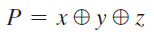 P = x ⊕ y ⊕ z